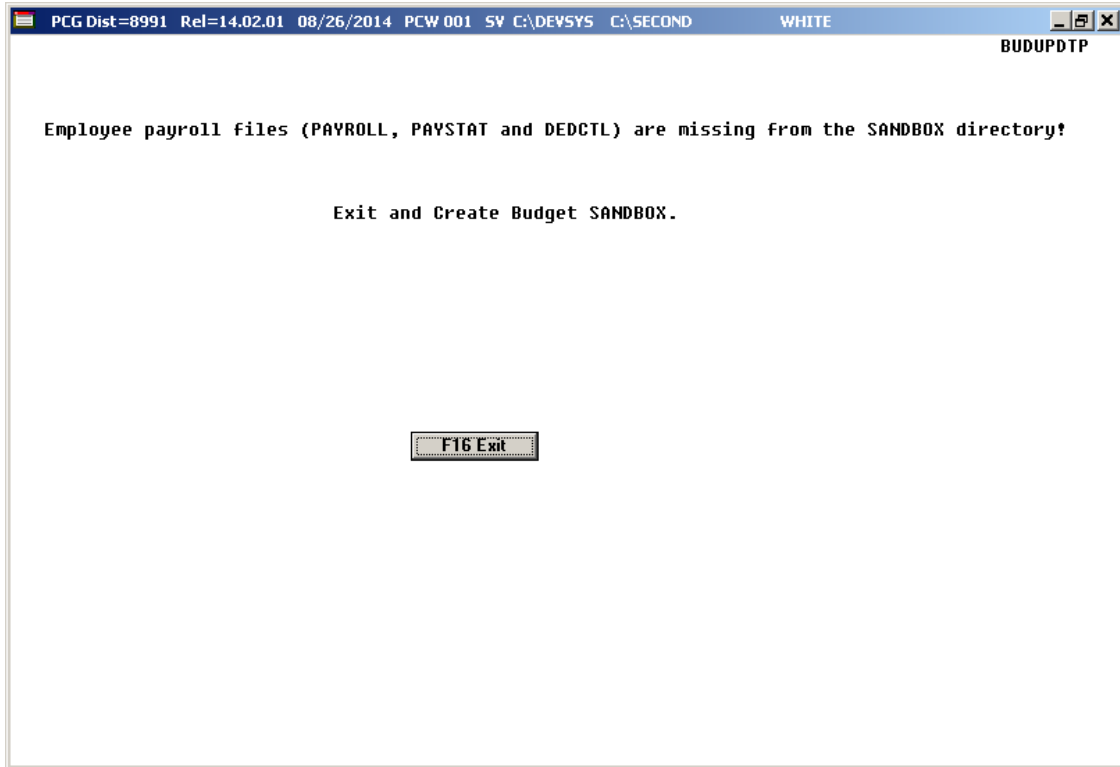 PCG Dist=8991 Rel=14.02.01 08/26/2014 PCW 001 SV C:\DEVSYS C:\SECOND WHITE
BUDUPDTP
Employee payroll files (PAYROLL, PAYSTAT and DEDCTL) are missing from the SANDBOX directory!
Exit and Create Budget SANDBOX.
F16 Exit